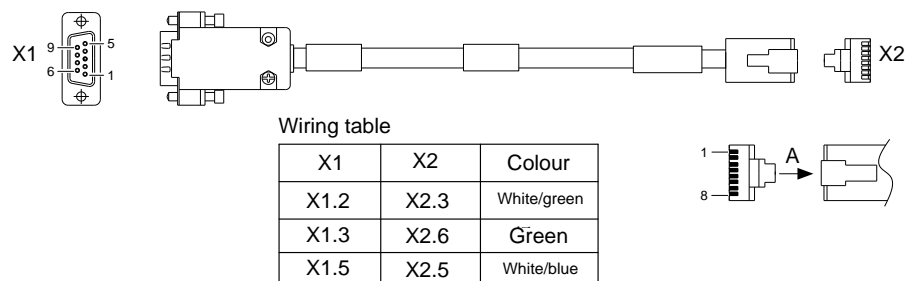 X1
9
5
6
1
X2
Wiring table
X1 X2 Colour
X1.2 X2.3 White/green
X1.3 X2.6 Green
X1.5 X2.5 White/blue
1
8
A